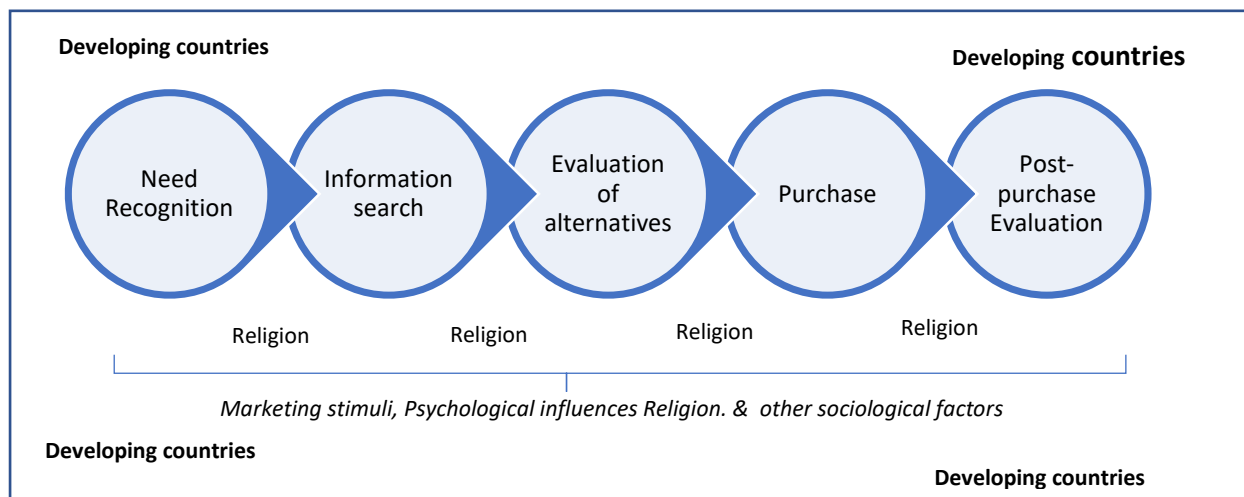 Developing countries
Developing countries
Need
Recognition
Information
search
Evaluation
of
alternatives
Purchase
Post-
purchase
Evaluation
Religion
Religion
Religion
Religion
Marketing stimuli, Psychological influences Religion. & other sociological factors
Developing countries
Developing countries